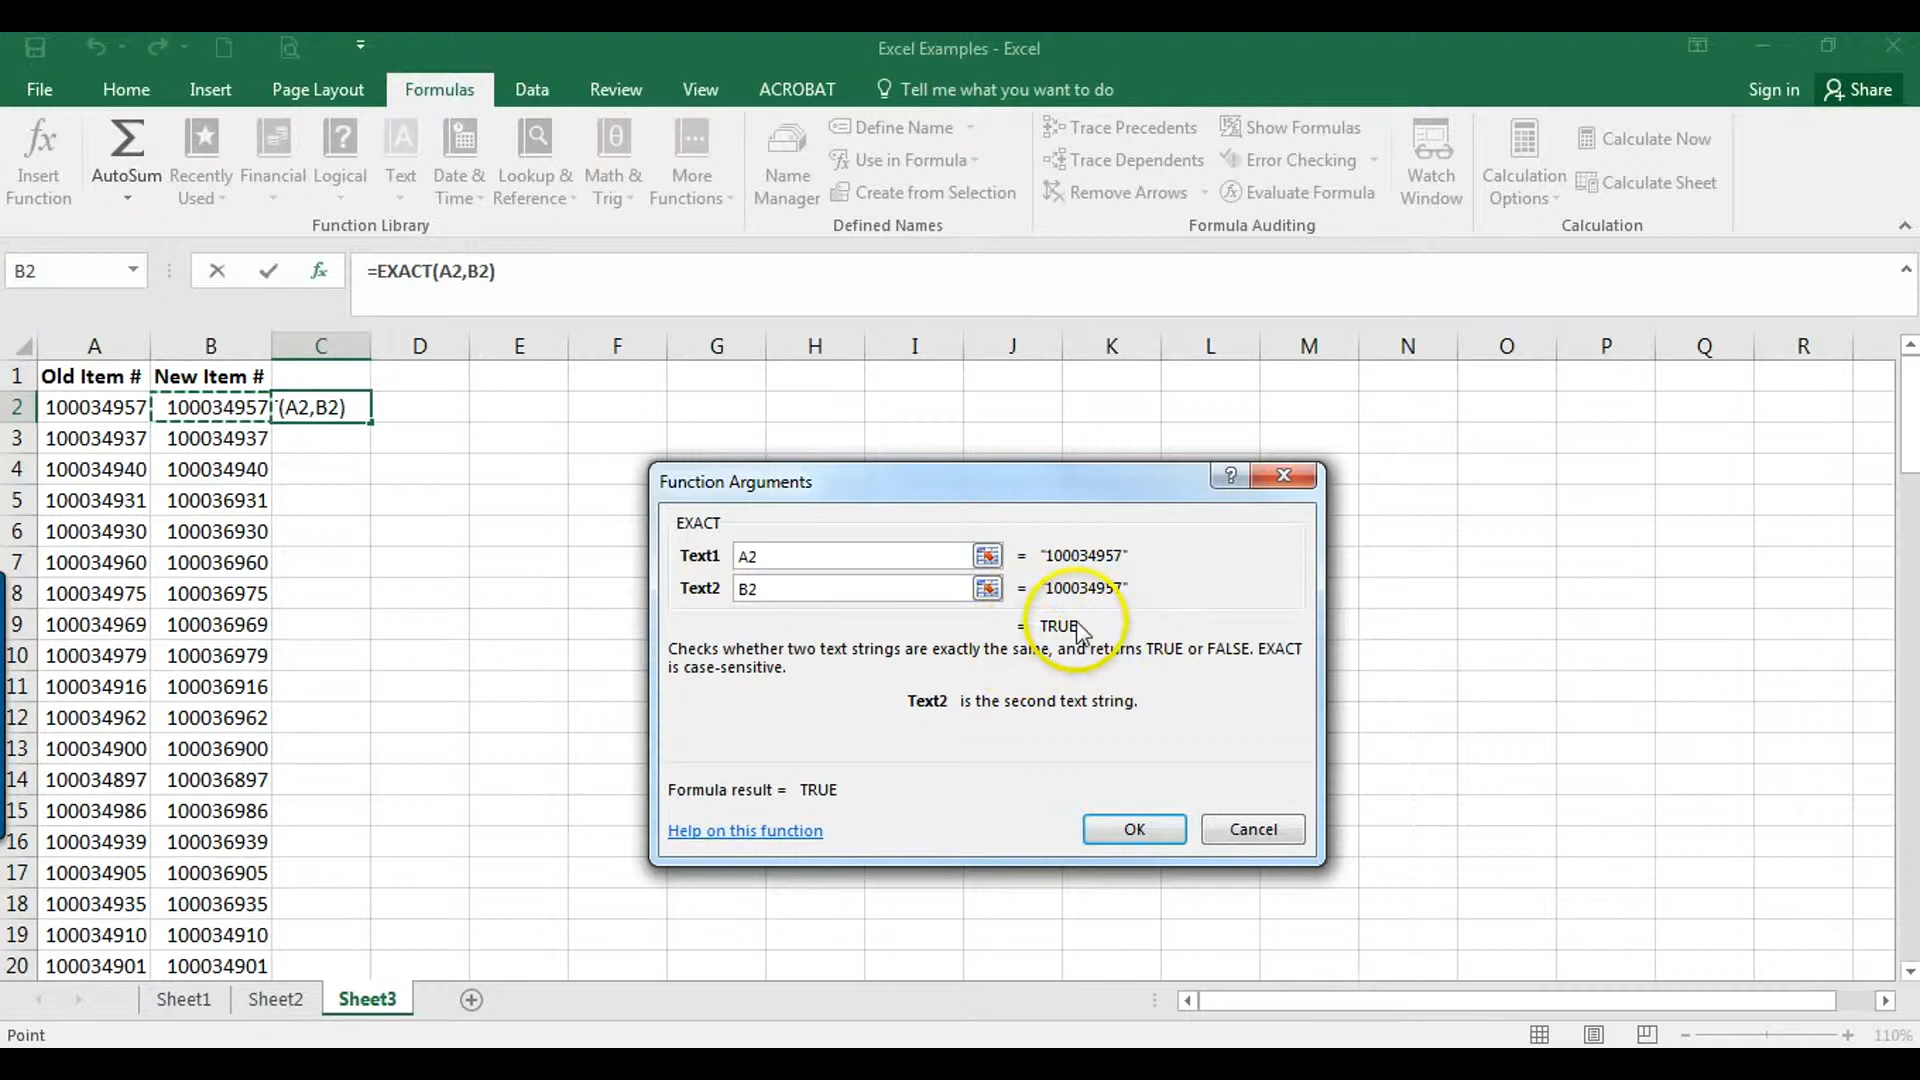 Excel Examples - Excel
File Home Insert Page Layout Formulas Data Review View ACROBAT Tell me what you want to do Sign in Share
fx Insert Function
Σ AutoSum
Recently Used
Financial
Logical
Text
Date & Time
Lookup & Reference
Math & Trig
More Functions
Function Library
Name Manager
Define Name
Use in Formula
Create from Selection
Defined Names
Trace Precedents
Trace Dependents
Remove Arrows
Show Formulas
Error Checking
Evaluate Formula
Formula Auditing
Watch Window
Calculation Options
Calculate Now
Calculate Sheet
Calculation
B2 fx =EXACT(A2,B2)
A B C D E F G H I J K L M N O P Q R
1 Old Item # New Item #
2 100034957 100034957 (A2,B2)
3 100034937 100034937
4 100034940 100034940
5 100034931 100036931
6 100034930 100036930
7 100034960 100036960
8 100034975 100036975
9 100034969 100036969
10 100034979 100036979
11 100034916 100036916
12 100034962 100036962
13 100034900 100036900
14 100034897 100036897
15 100034986 100036986
16 100034939 100036939
17 100034905 100036905
18 100034935 100036935
19 100034910 100034910
20 100034901 100034901
Function Arguments
EXACT
Text1 A2 = "100034957"
Text2 B2 = "100034957"
= TRUE
Checks whether two text strings are exactly the same, and returns TRUE or FALSE. EXACT
is case-sensitive.
Text2 is the second text string.
Formula result = TRUE
Help on this function
OK Cancel
Sheet1 Sheet2 Sheet3
Point 110%